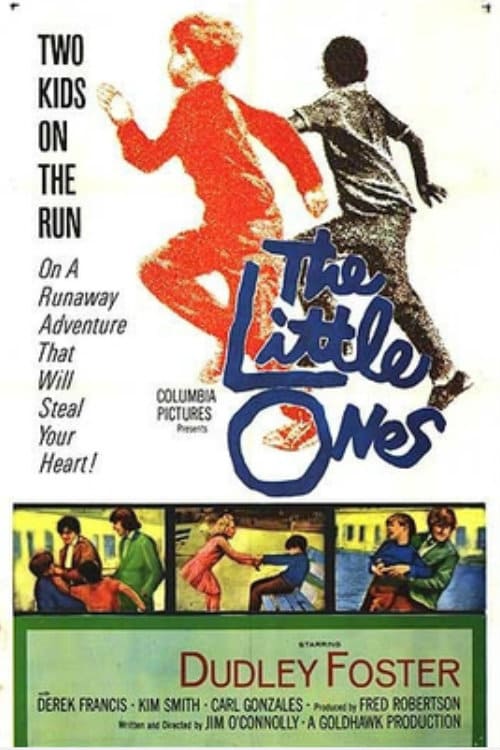 TWO
KIDS
ON
THE
RUN
On A
Runaway
Adventure
That
Will
Steal
Your
Heart!
The
Little
Ones
COLUMBIA
PICTURES
Presents
STARRING
DUDLEY FOSTER
with DEREK FRANCIS · KIM SMITH · CARL GONZALES · Produced by FRED ROBERTSON
Written and Directed by JIM O'CONNOLLY · A GOLDHAWK PRODUCTION